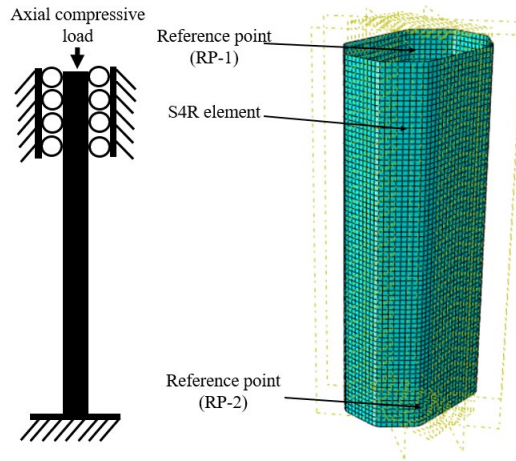 Axial compressive
load
Reference point
(RP-1)
S4R element
Reference point
(RP-2)